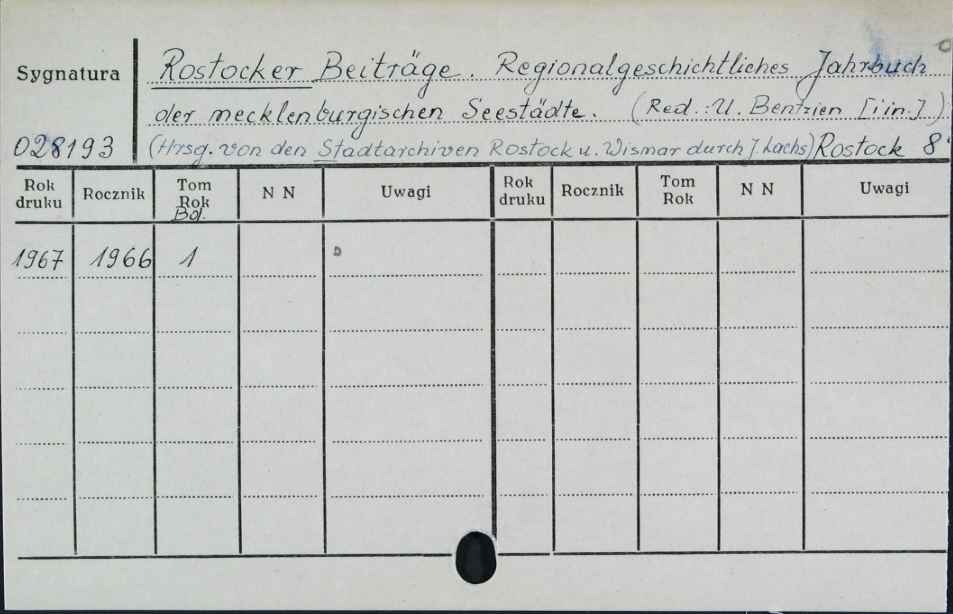 Sygnatura
Rostocker Beiträge. Regionalgeschichtliches Jahrbuch
der mecklenburgischen Seestädte. (Red.: U. Bentzien [i in.])
028193
(Hrsg. von den Stadtarchiven Rostock u. Wismar durch J. Lachs) Rostock 8°
Rok druku Rocznik Tom Rok N N Uwagi Rok druku Rocznik Tom Rok N N Uwagi
Bd.
1967 1966 1